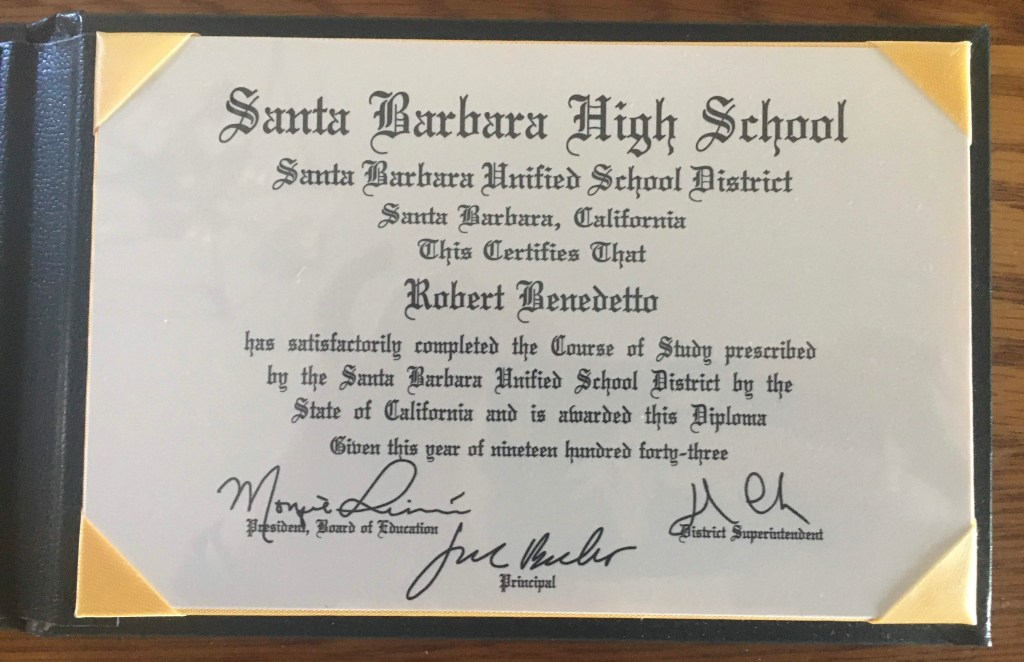 Santa Barbara High School
Santa Barbara Unified School District
Santa Barbara, California
This Certifies That
Robert Benedetto
has satisfactorily completed the Course of Study prescribed
by the Santa Barbara Unified School District by the
State of California and is awarded this Diploma
Given this year of nineteen hundred forty-three
President, Board of Education
District Superintendent
Principal